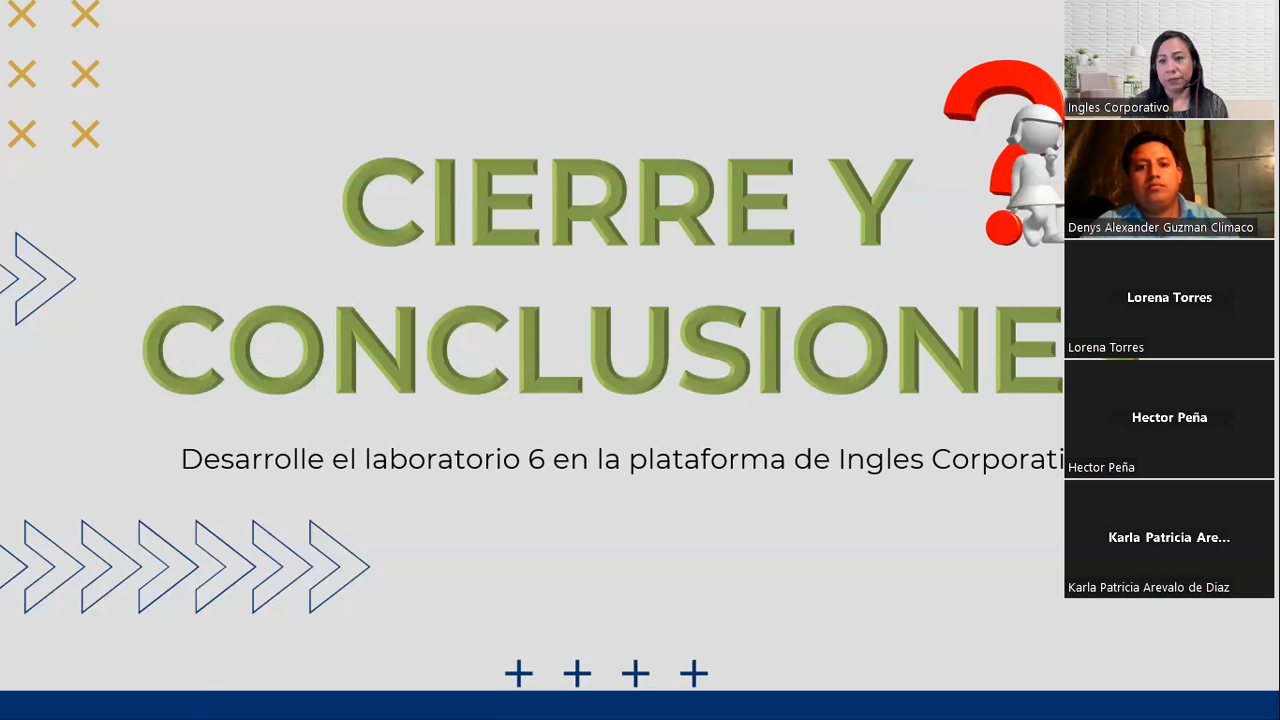 CIERRE Y
CONCLUSIONE
Desarrolle el laboratorio 6 en la plataforma de Ingles Corporati
Ingles Corporativo
Denys Alexander Guzman Climaco
Lorena Torres
Lorena Torres
Hector Peña
Hector Peña
Karla Patricia Are...
Karla Patricia Arevalo de Diaz